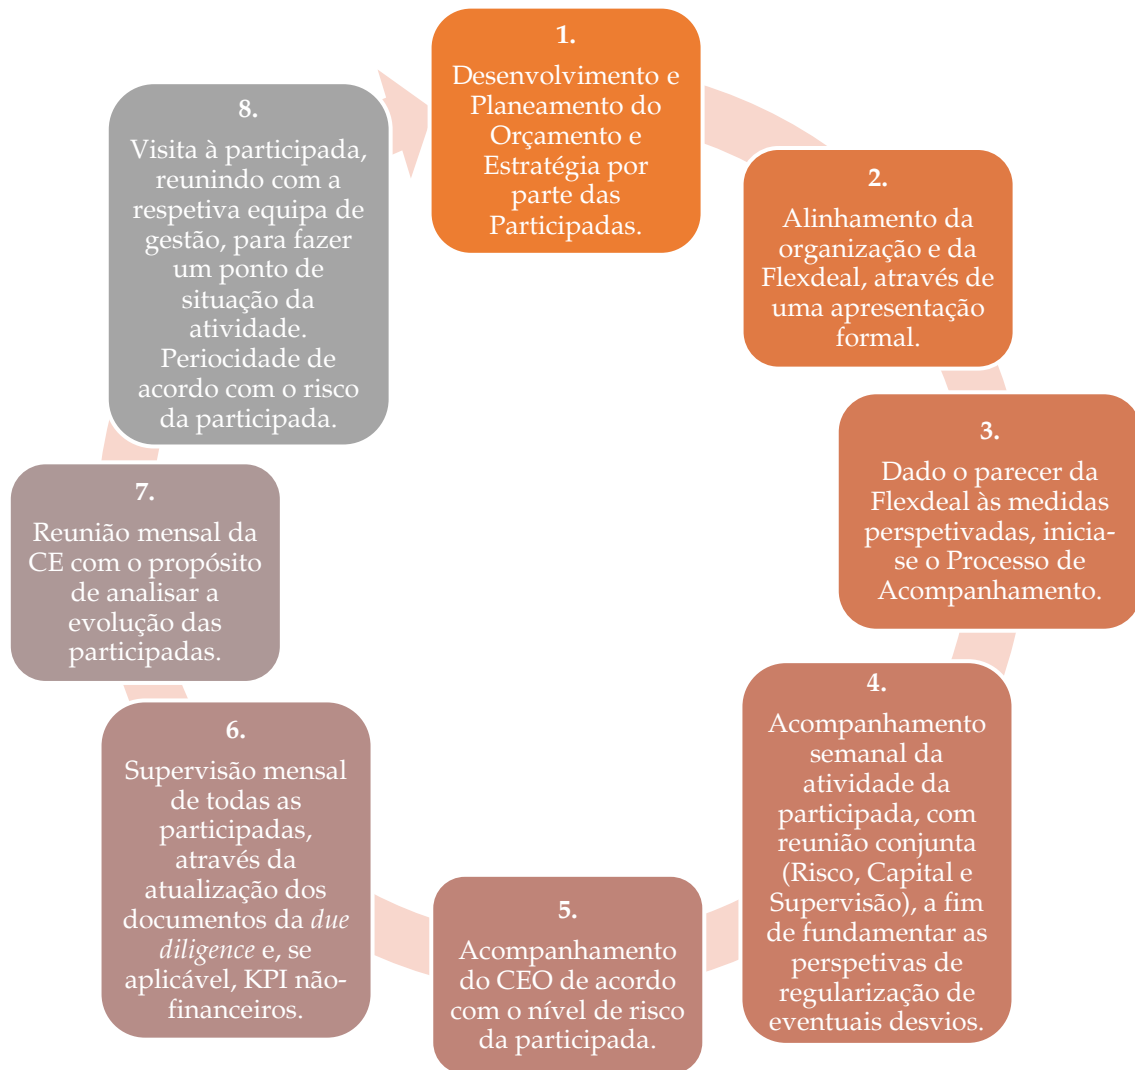 1.
Desenvolvimento e
Planeamento do
Orçamento e
Estratégia por
parte das
Participadas.
2.
Alinhamento da
organização e da
Flexdeal, através de
uma apresentação
formal.
3.
Dado o parecer da
Flexdeal às medidas
perspetivadas, inicia-
se o Processo de
Acompanhamento.
4.
Acompanhamento
semanal da
atividade da
participada, com
reunião conjunta
(Risco, Capital e
Supervisão), a fim
de fundamentar as
perspetivas de
regularização de
eventuais desvios.
5.
Acompanhamento
do CEO de acordo
com o nível de risco
da participada.
6.
Supervisão mensal
de todas as
participadas,
através da
atualização dos
documentos da due
diligence e, se
aplicável, KPI não-
financeiros.
7.
Reunião mensal da
CE com o propósito
de analisar a
evolução das
participadas.
8.
Visita à participada,
reunindo com a
respetiva equipa de
gestão, para fazer
um ponto de
situação da
atividade.
Periocidade de
acordo com o risco
da participada.